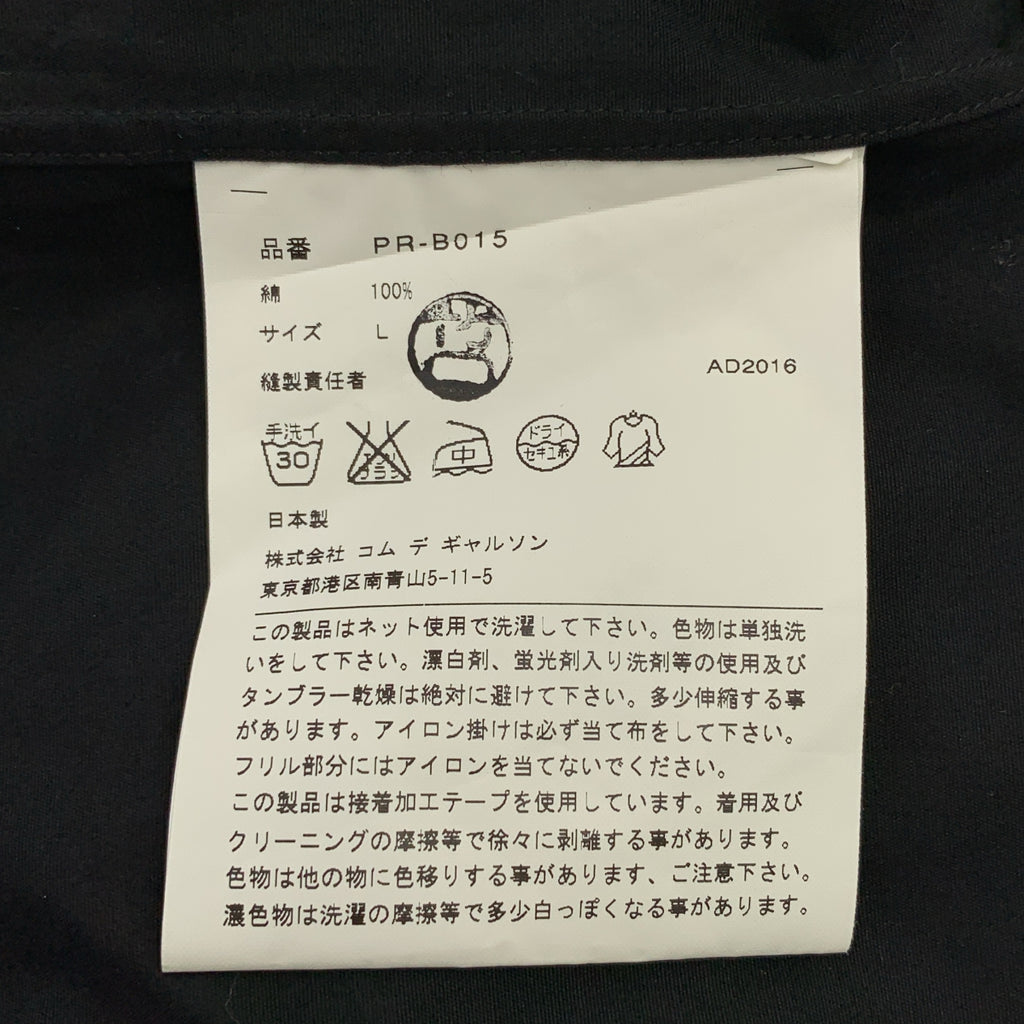 品番 PR-B015
綿 100%
サイズ L
縫製責任者
AD2016
手洗イ
30
中
ドライ
セキユ系
日本製
株式会社 コム デ ギャルソン
東京都港区南青山5-11-5
この製品はネット使用で洗濯して下さい。色物は単独洗
いをして下さい。漂白剤、蛍光剤入り洗剤等の使用及び
タンブラー乾燥は絶対に避けて下さい。多少伸縮する事
があります。アイロン掛けは必ず当て布をして下さい。
フリル部分にはアイロンを当てないでください。
この製品は接着加工テープを使用しています。着用及び
クリーニングの摩擦等で徐々に剥離する事があります。
色物は他の物に色移りする事があります、ご注意下さい。
濃色物は洗濯の摩擦等で多少白っぽくなる事があります。